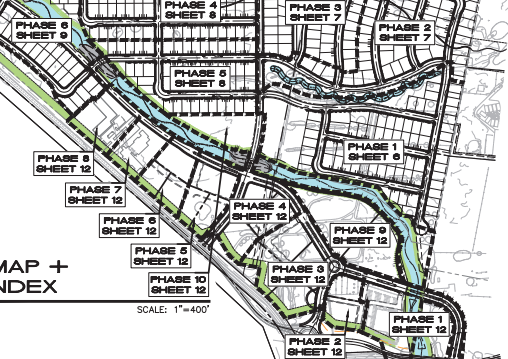 PHASE 4
SHEET 8
PHASE 3
SHEET 7
PHASE 6
SHEET 9
PHASE 2
SHEET 7
PHASE 5
SHEET 6
PHASE 1
SHEET 6
PHASE 8
SHEET 12
PHASE 7
SHEET 12
PHASE 6
SHEET 12
PHASE 4
SHEET 12
PHASE 9
SHEET 12
PHASE 5
SHEET 12
MAP +
NDEX
PHASE 3
SHEET 12
PHASE 10
SHEET 12
SCALE: 1"=400'
PHASE 1
SHEET 12
PHASE 2
SHEET 12